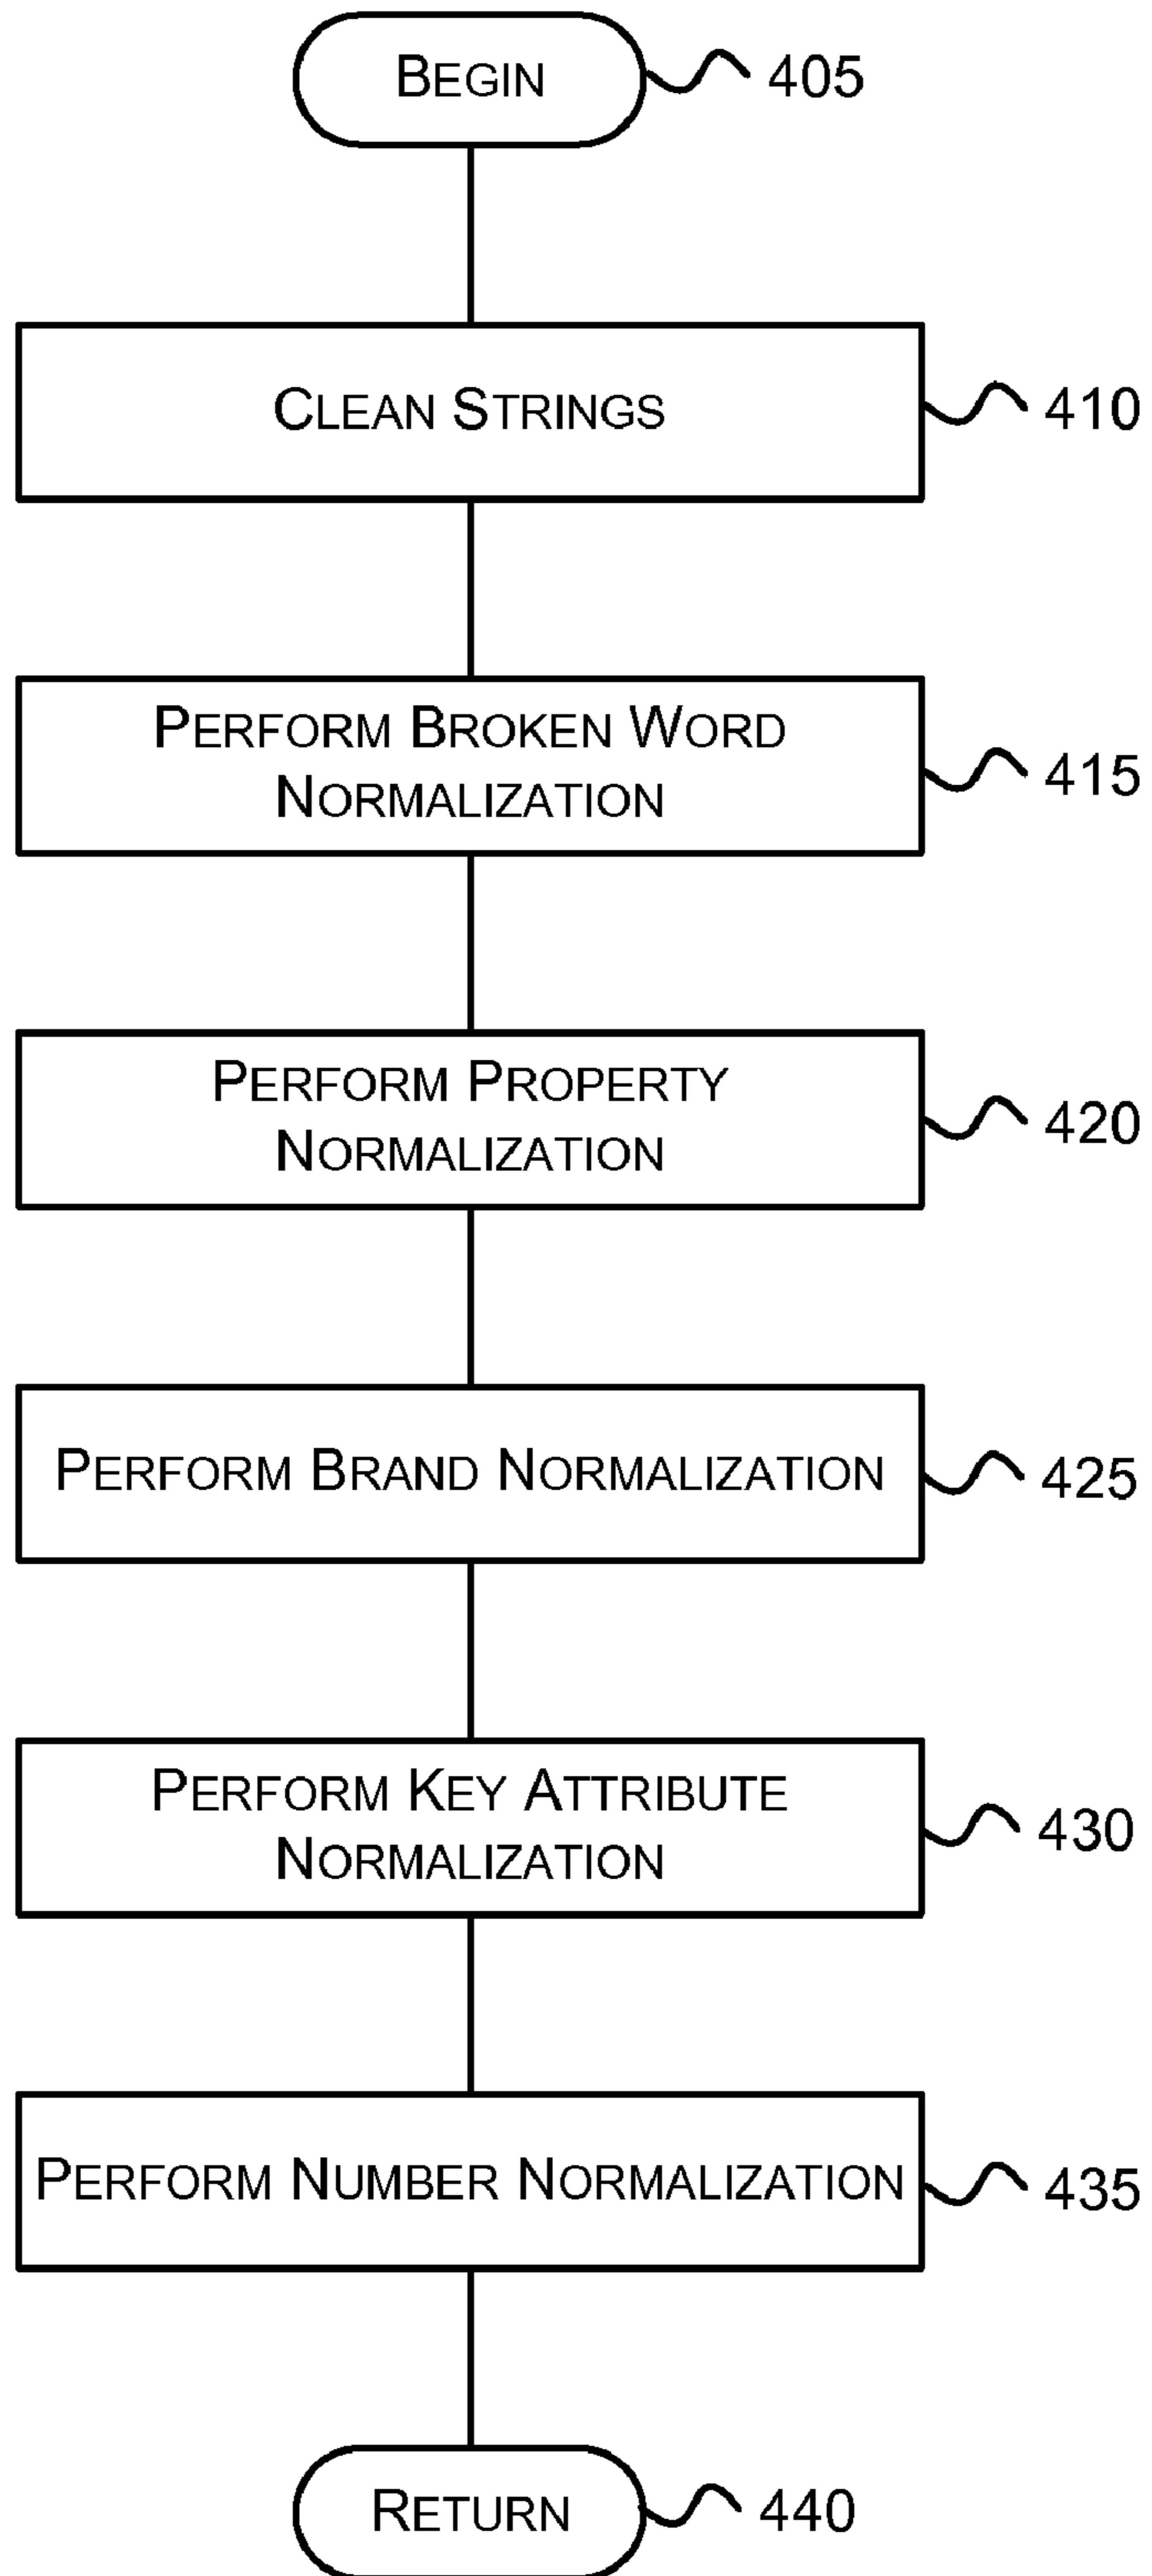 BEGIN
405
CLEAN STRINGS
410
PERFORM BROKEN WORD
NORMALIZATION
415
PERFORM PROPERTY
NORMALIZATION
420
PERFORM BRAND NORMALIZATION
425
PERFORM KEY ATTRIBUTE
NORMALIZATION
430
PERFORM NUMBER NORMALIZATION
435
RETURN
440